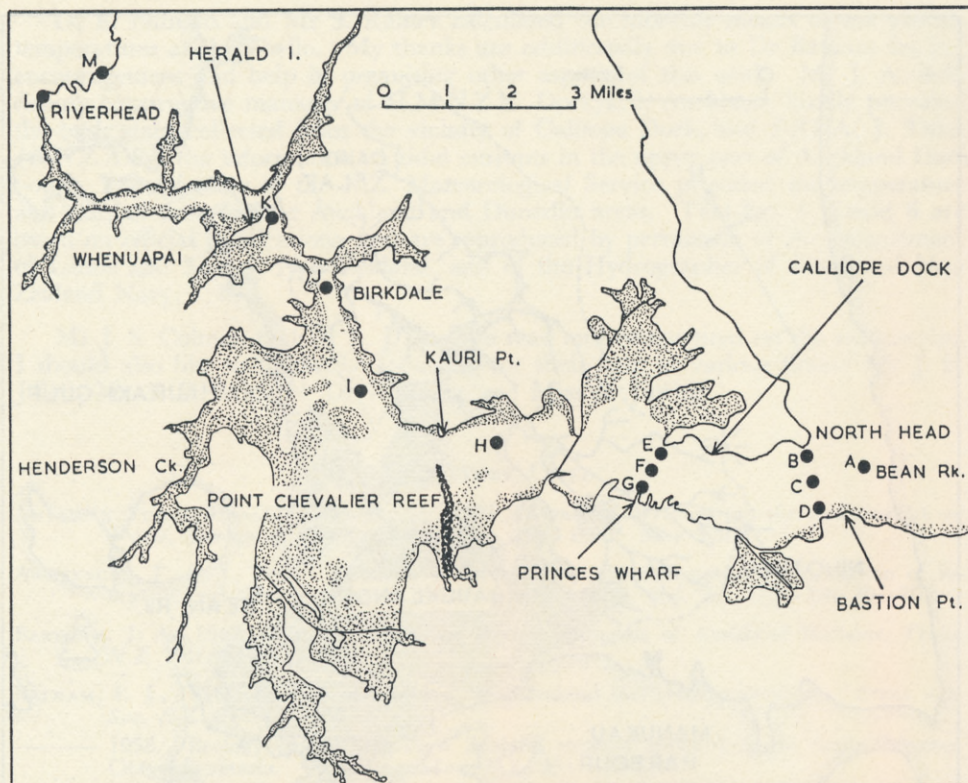 HERALD I.
M
L
RIVERHEAD
0 1 2 3 Miles
K
WHENUAPAI
J
BIRKDALE
CALLIOPE DOCK
KAURI Pt.
I
HENDERSON Ck.
H
E
F
G
B
C
D
A
NORTH HEAD
BEAN Rk.
POINT CHEVALIER REEF
PRINCES WHARF
BASTION Pt.